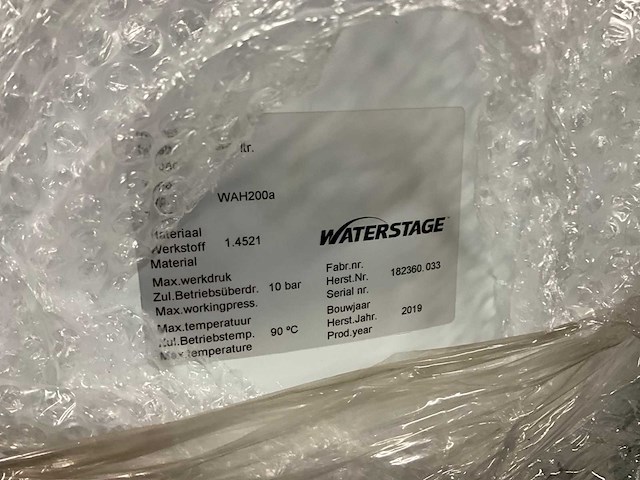 ltr.
WAH200a
Materiaal
Werkstoff 1.4521
Material
WATERSTAGE
Max.werkdruk
Zul.Betriebsüberdr. 10 bar
Max.workingpress.
Fabr.nr.
Herst.Nr. 182360.033
Serial nr.
Max.temperatuur
Zul.Betriebstemp. 90 ºC
Max.temperature
Bouwjaar
Herst.Jahr. 2019
Prod.year